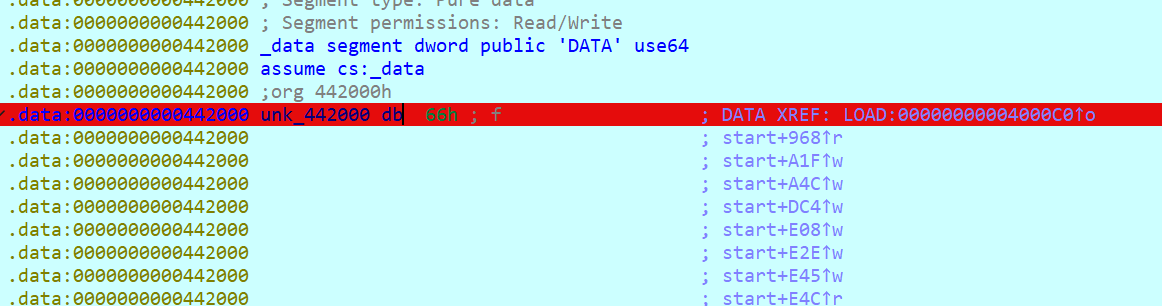 .data:0000000000442000 ; Segment type: Pure data
.data:0000000000442000 ; Segment permissions: Read/Write
.data:0000000000442000 _data segment dword public 'DATA' use64
.data:0000000000442000 assume cs:_data
.data:0000000000442000 ;org 442000h
.data:0000000000442000 unk_442000 db 66h ; f ; DATA XREF: LOAD:00000000004000C0↑o
.data:0000000000442000 ; start+968↑r
.data:0000000000442000 ; start+A1F↑w
.data:0000000000442000 ; start+A4C↑w
.data:0000000000442000 ; start+DC4↑w
.data:0000000000442000 ; start+E08↑w
.data:0000000000442000 ; start+E2E↑w
.data:0000000000442000 ; start+E45↑w
.data:0000000000442000 ; start+E4C↑r